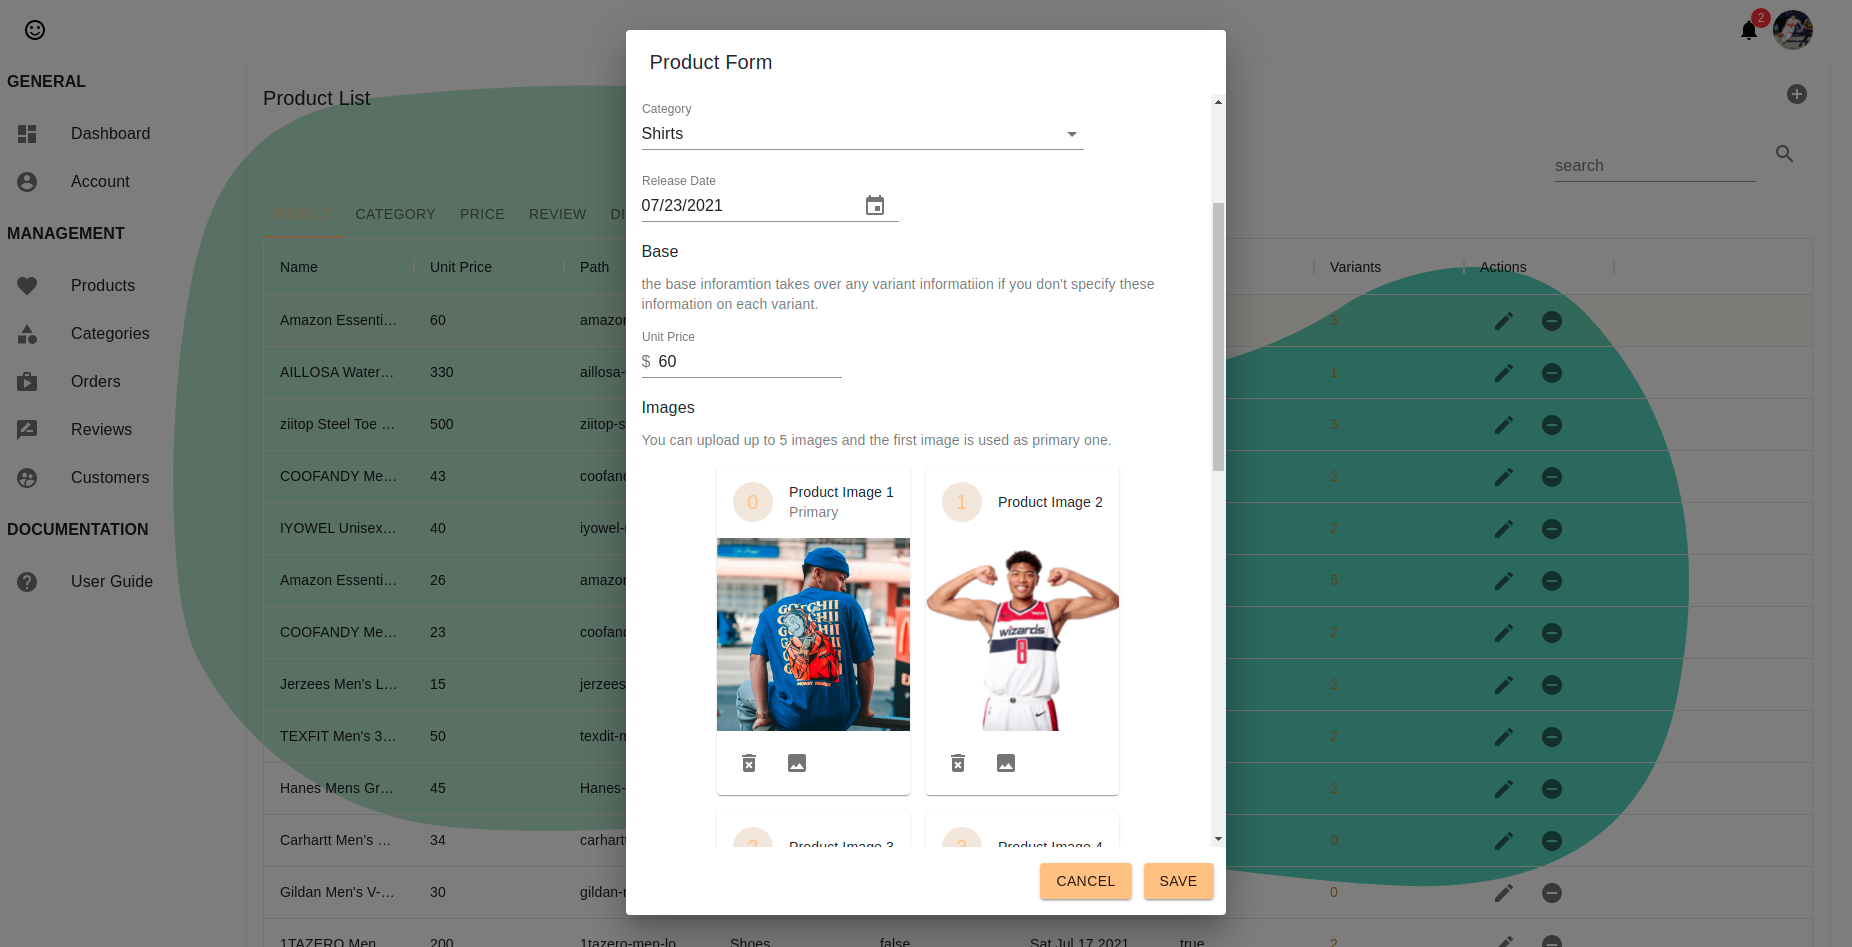 2
GENERAL
Dashboard
Account
MANAGEMENT
Products
Categories
Orders
Reviews
Customers
DOCUMENTATION
User Guide
Product List
search
CATEGORY PRICE REVIEW DI
Name Unit Price Path Variants Actions
Amazon Essenti... 60 amazon 3
AILLOSA Water... 330 aillosa- 1
ziitop Steel Toe ... 500 ziitop-s 3
COOFANDY Me... 43 coofand 2
IYOWEL Unisex... 40 iyowel- 2
Amazon Essenti... 26 amazon 5
COOFANDY Me... 23 coofand 2
Jerzees Men's L... 15 jerzees 2
TEXFIT Men's 3... 50 texdit-m 2
Hanes Mens Gr... 45 Hanes- 2
Carhartt Men's ... 34 carhartt 0
Gildan Men's V-... 30 gildan- 0
1TAZERO Men 200 1tazero-men-lo Shoes false Sat Jul 17 2021 true 2
Product Form
Category
Shirts
Release Date
07/23/2021
Base
the base inforamtion takes over any variant informatiion if you don't specify these
information on each variant.
Unit Price
$ 60
Images
You can upload up to 5 images and the first image is used as primary one.
0 Product Image 1
Primary
1 Product Image 2
GOTCHII
MONEY
wizards
8
2 Product Image 3
3 Product Image 4
CANCEL SAVE